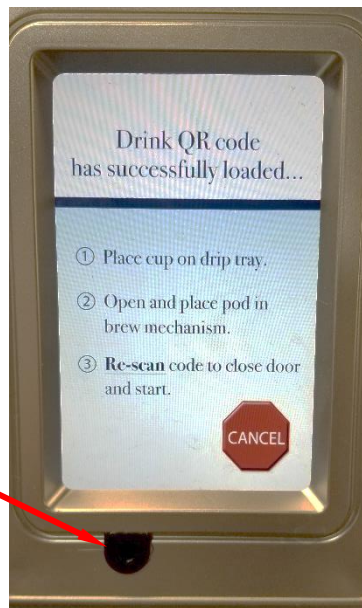 Drink QR code
has successfully loaded...
① Place cup on drip tray.
② Open and place pod in
brew mechanism.
③ Re-scan code to close door
and start.
CANCEL